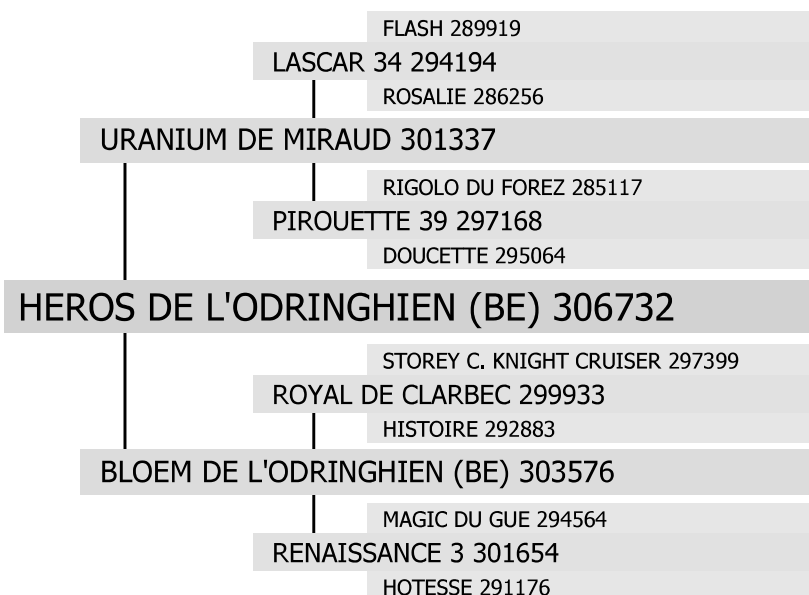 FLASH 289919
LASCAR 34 294194
ROSALIE 286256
URANIUM DE MIRAUD 301337
RIGOLO DU FOREZ 285117
PIROUETTE 39 297168
DOUCETTE 295064
HEROS DE L'ODRINGHIEN (BE) 306732
STOREY C. KNIGHT CRUISER 297399
ROYAL DE CLARBEC 299933
HISTOIRE 292883
BLOEM DE L'ODRINGHIEN (BE) 303576
MAGIC DU GUE 294564
RENAISSANCE 3 301654
HOTESSE 291176